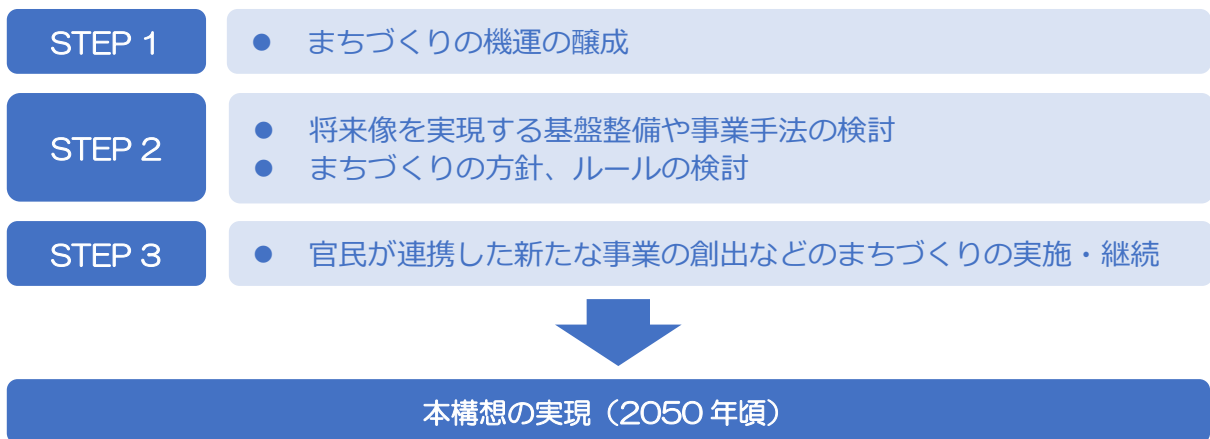 STEP 1
● まちづくりの機運の醸成
STEP 2
● 将来像を実現する基盤整備や事業手法の検討
● まちづくりの方針、ルールの検討
STEP 3
● 官民が連携した新たな事業の創出などのまちづくりの実施・継続
本構想の実現（2050 年頃）